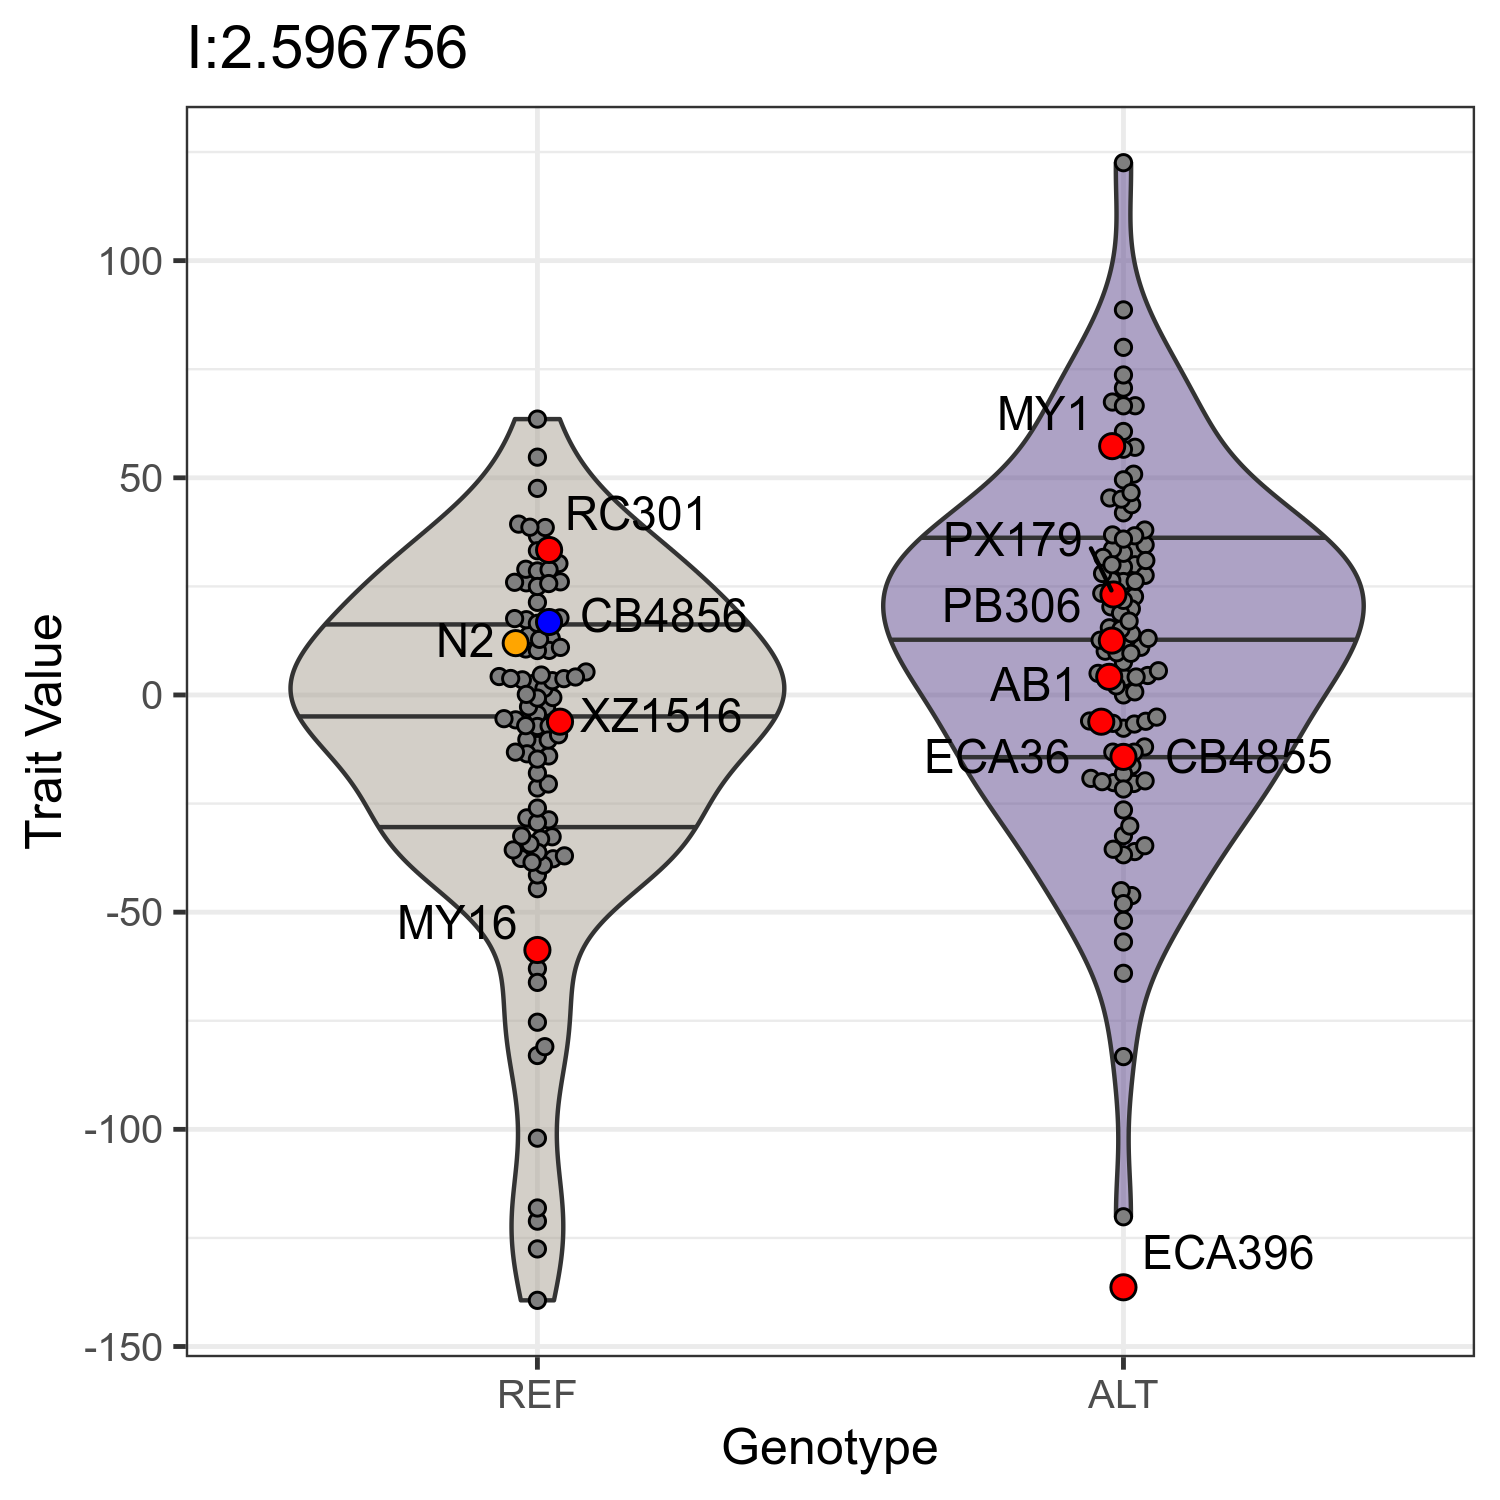 I:2.596756
Trait Value
100
50
0
-50
-100
-150
MY1
RC301
PX179
CB4856
PB306
N2
AB1
XZ1516
ECA36
CB4855
MY16
ECA396
REF
ALT
Genotype